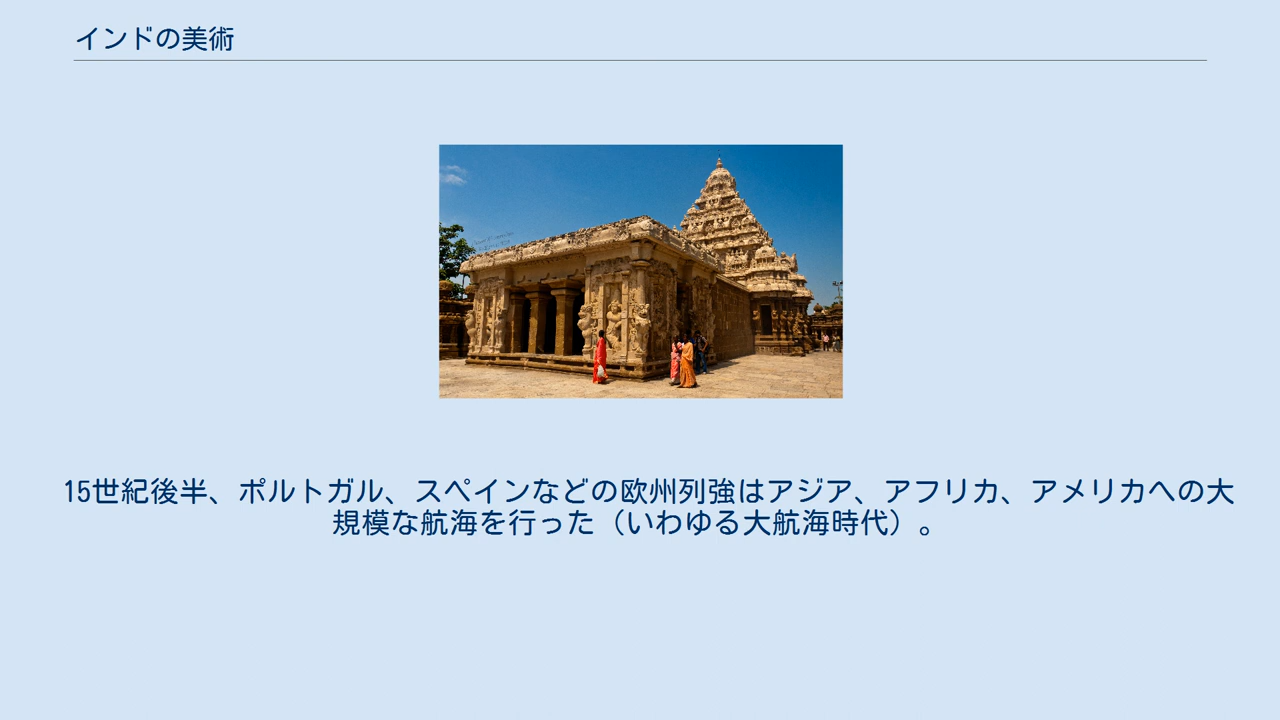 インドの美術
15世紀後半、ポルトガル、スペインなどの欧州列強はアジア、アフリカ、アメリカへの大
規模な航海を行った（いわゆる大航海時代）。